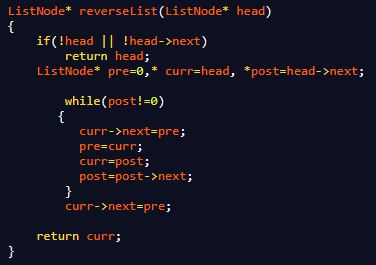 ListNode* reverseList(ListNode* head)
{
    if(!head || !head->next)
        return head;
    ListNode* pre=0,* curr=head, *post=head->next;

        while(post!=0)
       {
          curr->next=pre;
          pre=curr;
          curr=post;
          post=post->next;
        }
        curr->next=pre;

    return curr;
}